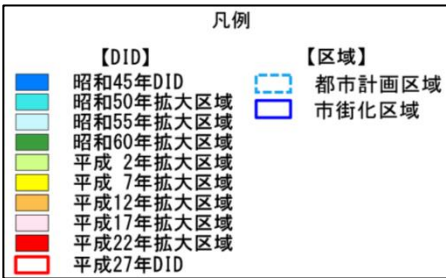 凡例
【DID】
昭和45年DID
昭和50年拡大区域
昭和55年拡大区域
昭和60年拡大区域
平成 2年拡大区域
平成 7年拡大区域
平成12年拡大区域
平成17年拡大区域
平成22年拡大区域
平成27年DID
【区域】
都市計画区域
市街化区域